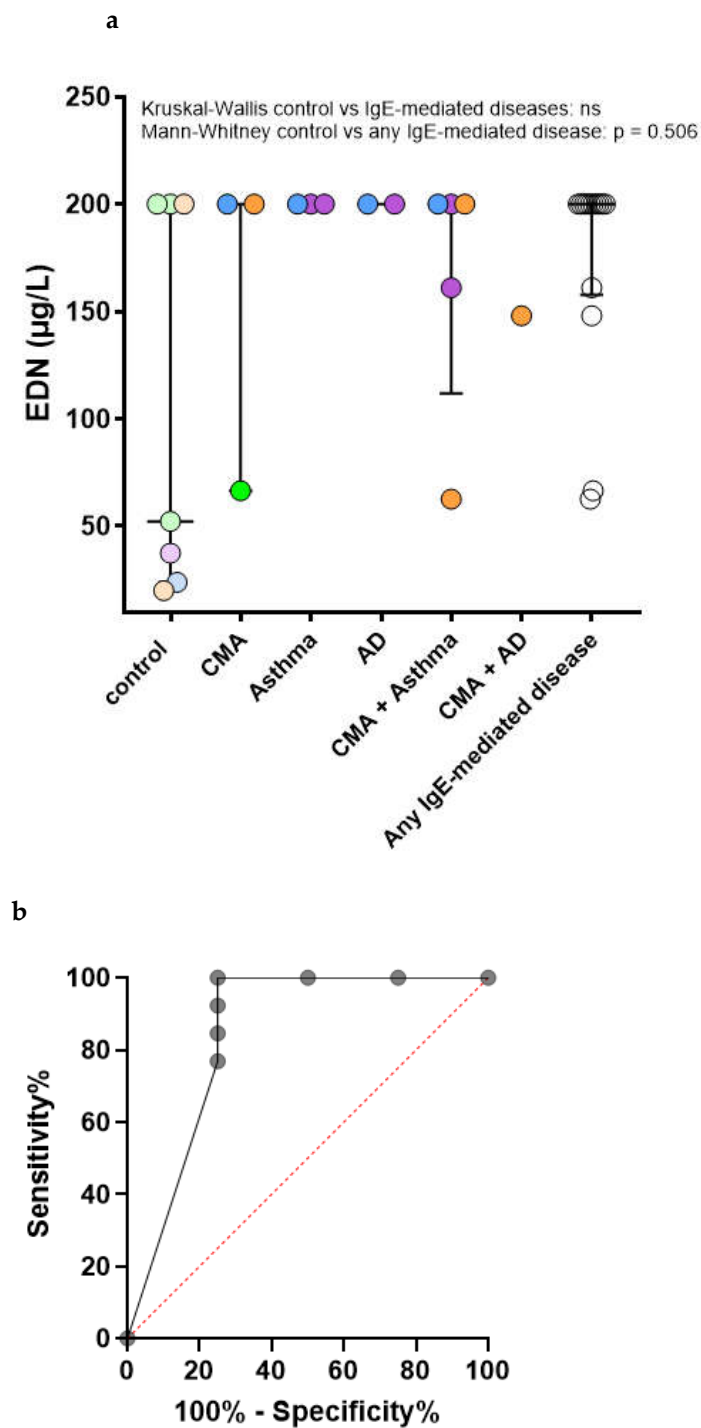 a
Kruskal-Wallis control vs IgE-mediated diseases: ns
Mann-Whitney control vs any IgE-mediated disease: p = 0.506
250
200
150
100
50
EDN (µg/L)
control
CMA
Asthma
AD
CMA + Asthma
CMA + AD
Any IgE-mediated disease
b
100
80
60
40
20
0
Sensitivity%
0 20 40 60 80 100
100% - Specificity%